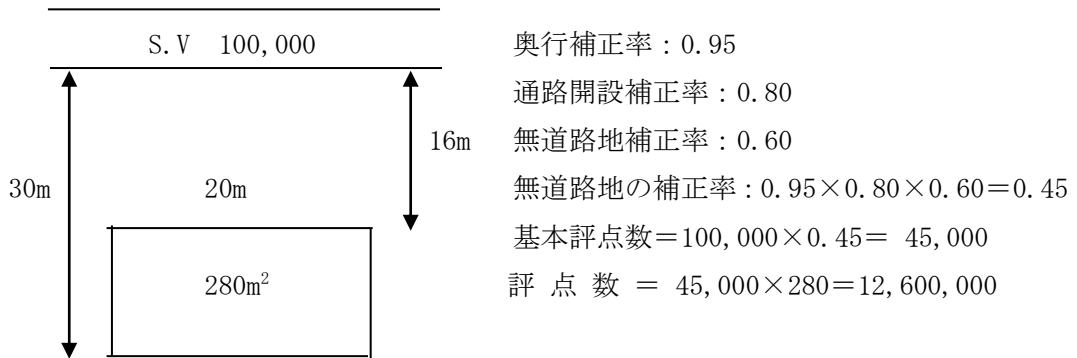 S.V 100,000
奥行補正率：0.95
通路開設補正率：0.80
16m
無道路地補正率：0.60
30m
20m
無道路地の補正率：0.95×0.80×0.60＝0.45
基本評点数＝100,000×0.45＝ 45,000
280m²
評 点 数 ＝ 45,000×280＝12,600,000